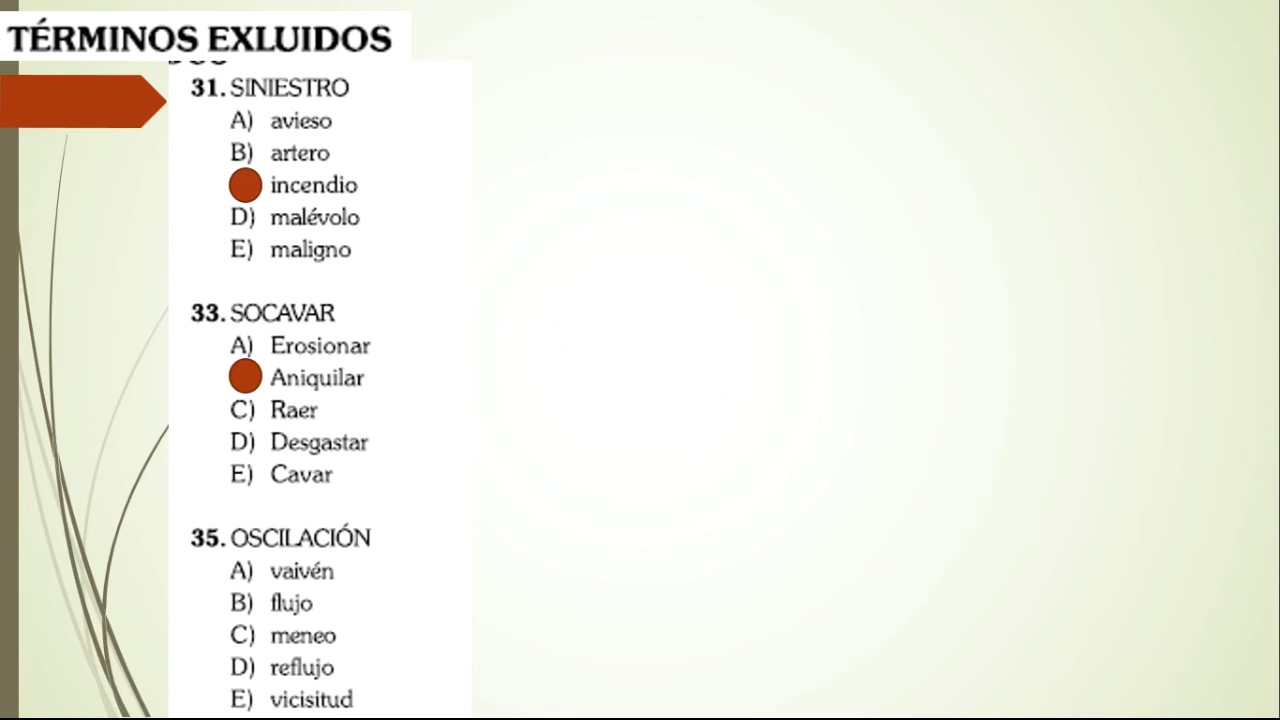 TÉRMINOS EXLUIDOS
31. SINIESTRO
A) avieso
B) artero
incendio
D) malévolo
E) maligno
33. SOCAVAR
A) Erosionar
Aniquilar
C) Raer
D) Desgastar
E) Cavar
35. OSCILACIÓN
A) vaivén
B) flujo
C) meneo
D) reflujo
E) vicisitud